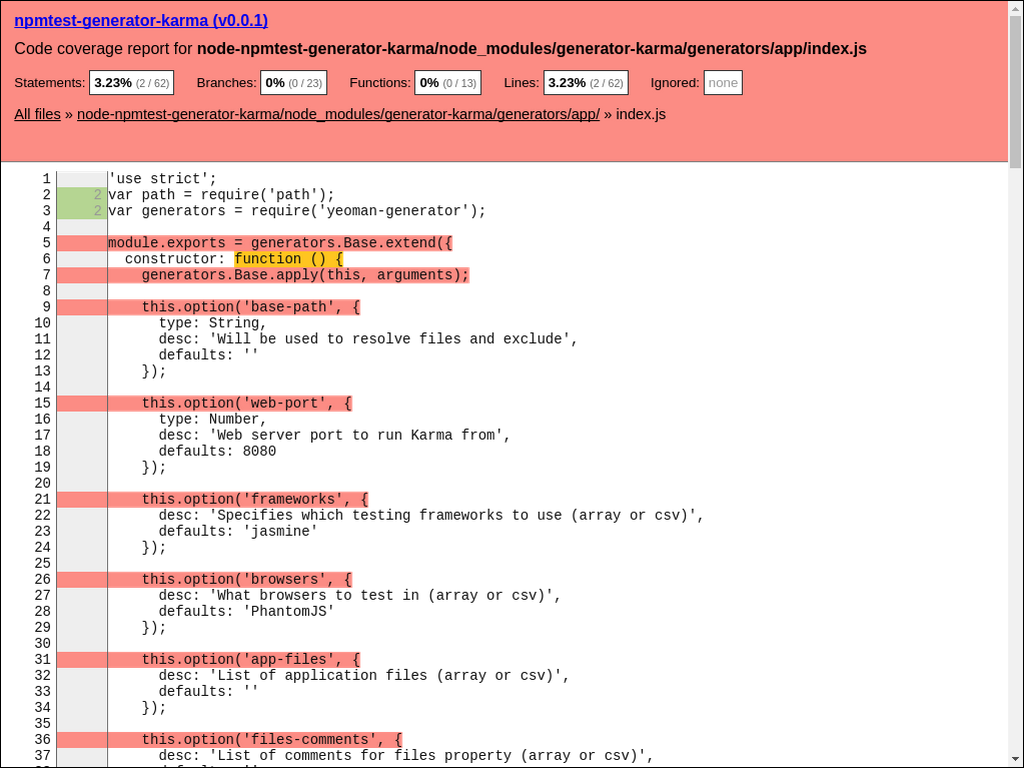 npmtest-generator-karma (v0.0.1)
Code coverage report for node-npmtest-generator-karma/node_modules/generator-karma/generators/app/index.js
Statements: 3.23% (2 / 62) Branches: 0% (0 / 23) Functions: 0% (0 / 13) Lines: 3.23% (2 / 62) Ignored: none
All files » node-npmtest-generator-karma/node_modules/generator-karma/generators/app/ » index.js
1 'use strict';
2 2 var path = require('path');
3 2 var generators = require('yeoman-generator');
4
5 module.exports = generators.Base.extend({
6 constructor: function () {
7 generators.Base.apply(this, arguments);
8
9 this.option('base-path', {
10 type: String,
11 desc: 'Will be used to resolve files and exclude',
12 defaults: ''
13 });
14
15 this.option('web-port', {
16 type: Number,
17 desc: 'Web server port to run Karma from',
18 defaults: 8080
19 });
20
21 this.option('frameworks', {
22 desc: 'Specifies which testing frameworks to use (array or csv)',
23 defaults: 'jasmine'
24 });
25
26 this.option('browsers', {
27 desc: 'What browsers to test in (array or csv)',
28 defaults: 'PhantomJS'
29 });
30
31 this.option('app-files', {
32 desc: 'List of application files (array or csv)',
33 defaults: ''
34 });
35
36 this.option('files-comments', {
37 desc: 'List of comments for files property (array or csv)',